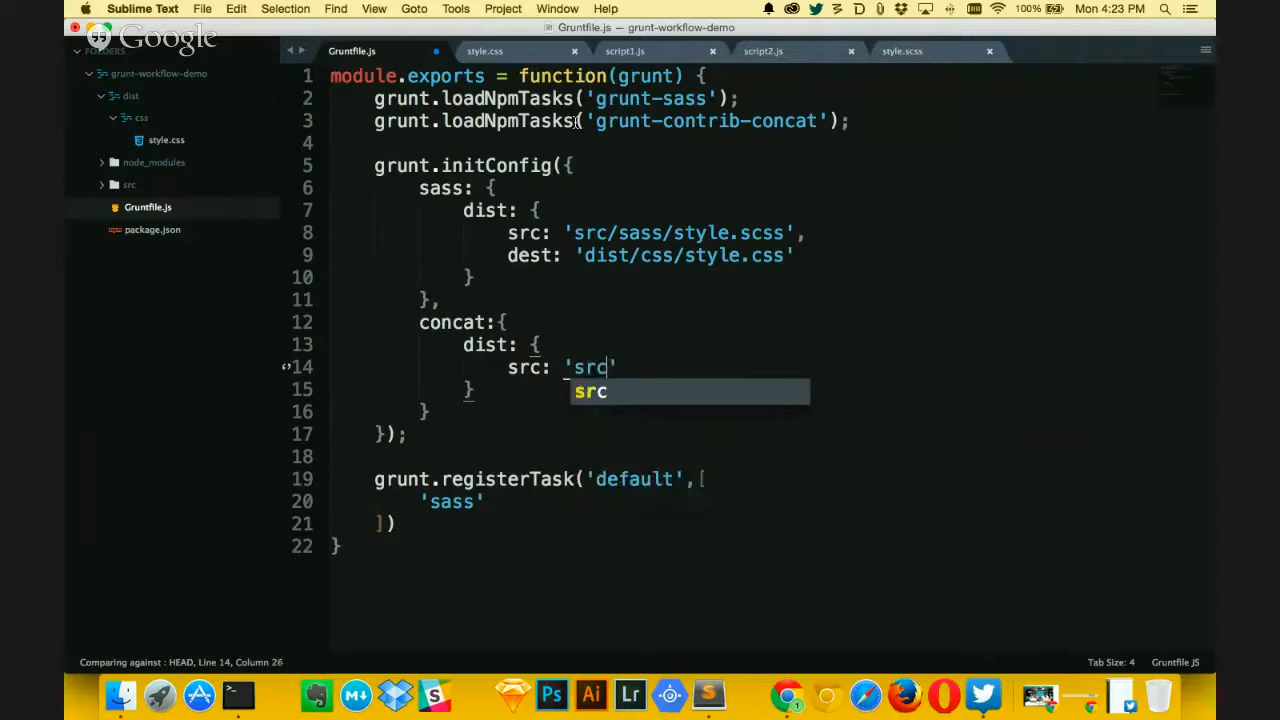 Sublime Text File Edit Selection Find View Goto Tools Project Window Help 100% Mon 4:23 PM
Gruntfile.js — grunt-workflow-demo
Google
FOLDERS
Gruntfile.js style.css script1.js script2.js style.scss
grunt-workflow-demo
dist
css
style.css
node_modules
src
Gruntfile.js
package.json
1 module.exports = function(grunt) {
2 grunt.loadNpmTasks('grunt-sass');
3 grunt.loadNpmTasks('grunt-contrib-concat');
4
5 grunt.initConfig({
6 sass: {
7 dist: {
8 src: 'src/sass/style.scss',
9 dest: 'dist/css/style.css'
10 }
11 },
12 concat:{
13 dist: {
14 src: 'src'
src
15 }
16 }
17 });
18
19 grunt.registerTask('default',[
20 'sass'
21 ])
22 }
Comparing against : HEAD, Line 14, Column 26 Tab Size: 4 Gruntfile JS
M Ps Ai Lr